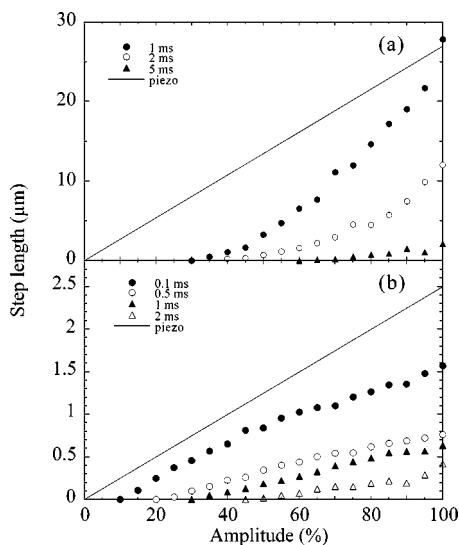 30
(a)
1 ms
2 ms
5 ms
piezo
20
10
0
Step length (µm)
2.5
(b)
0.1 ms
0.5 ms
1 ms
2 ms
piezo
2
1.5
1
0.5
0
0 20 40 60 80 100
Amplitude (%)